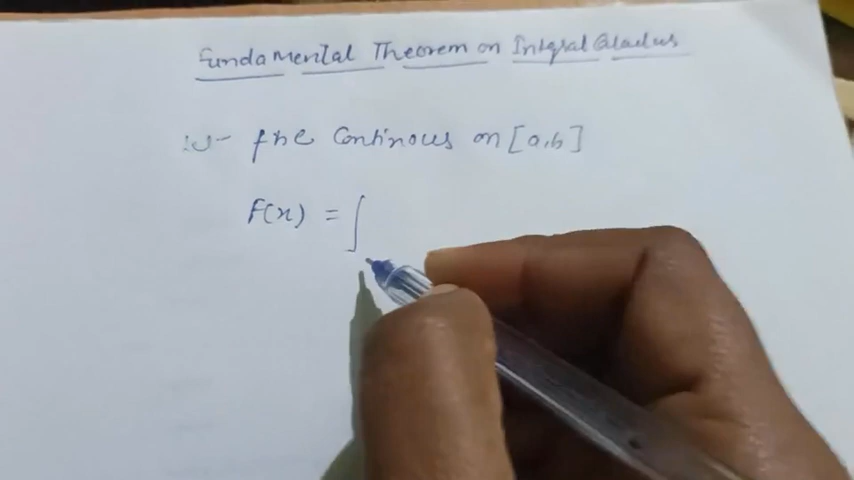 Fundamental Theorem on Integral Calculus
f be Continous on [a,b]
F(x) = ∫